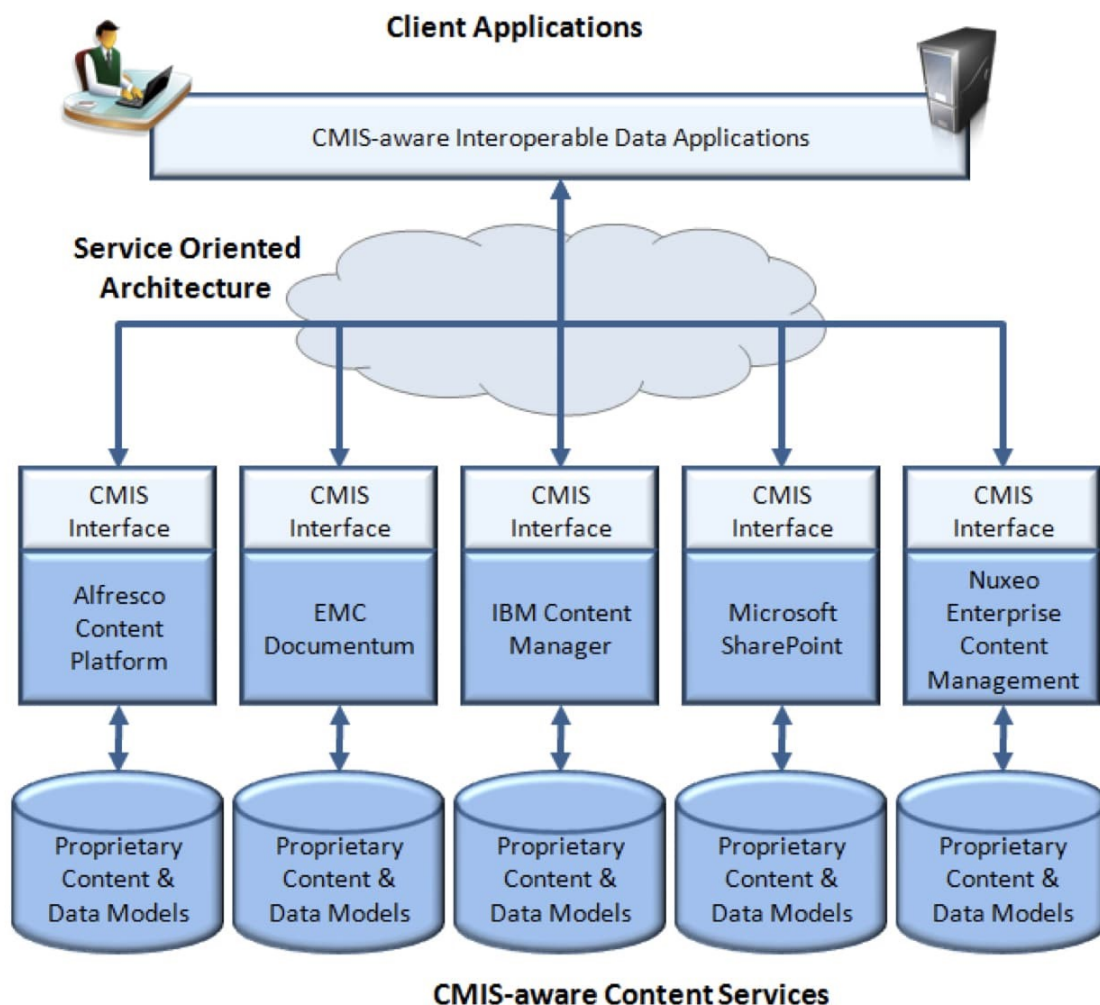 Client Applications
CMIS-aware Interoperable Data Applications
Service Oriented
Architecture
CMIS
Interface
CMIS
Interface
CMIS
Interface
CMIS
Interface
CMIS
Interface
Alfresco
Content
Platform
EMC
Documentum
IBM Content
Manager
Microsoft
SharePoint
Nuxeo
Enterprise
Content
Management
Proprietary
Content &
Data Models
Proprietary
Content &
Data Models
Proprietary
Content &
Data Models
Proprietary
Content &
Data Models
Proprietary
Content &
Data Models
CMIS-aware Content Services